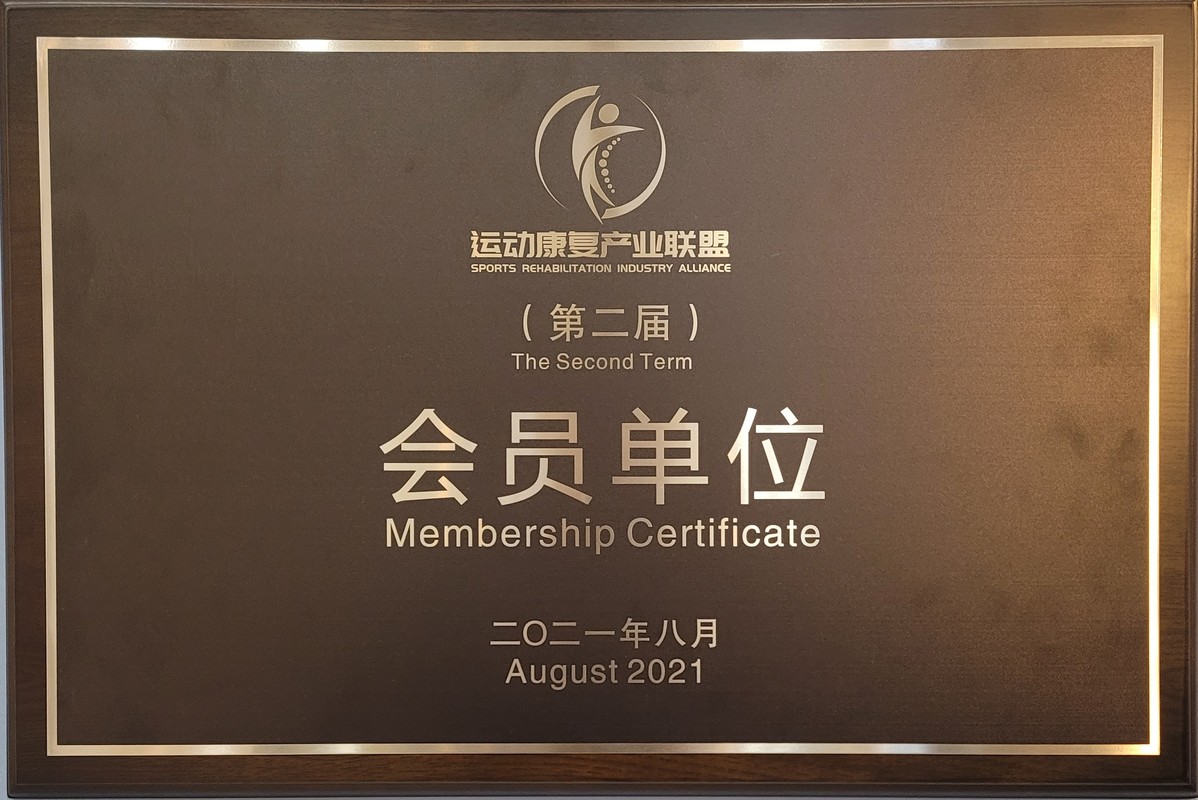 运动康复产业联盟
SPORTS REHABILITATION INDUSTRY ALLIANCE
(第二届)
The Second Term
会员单位
Membership Certificate
二〇二一年八月
August 2021